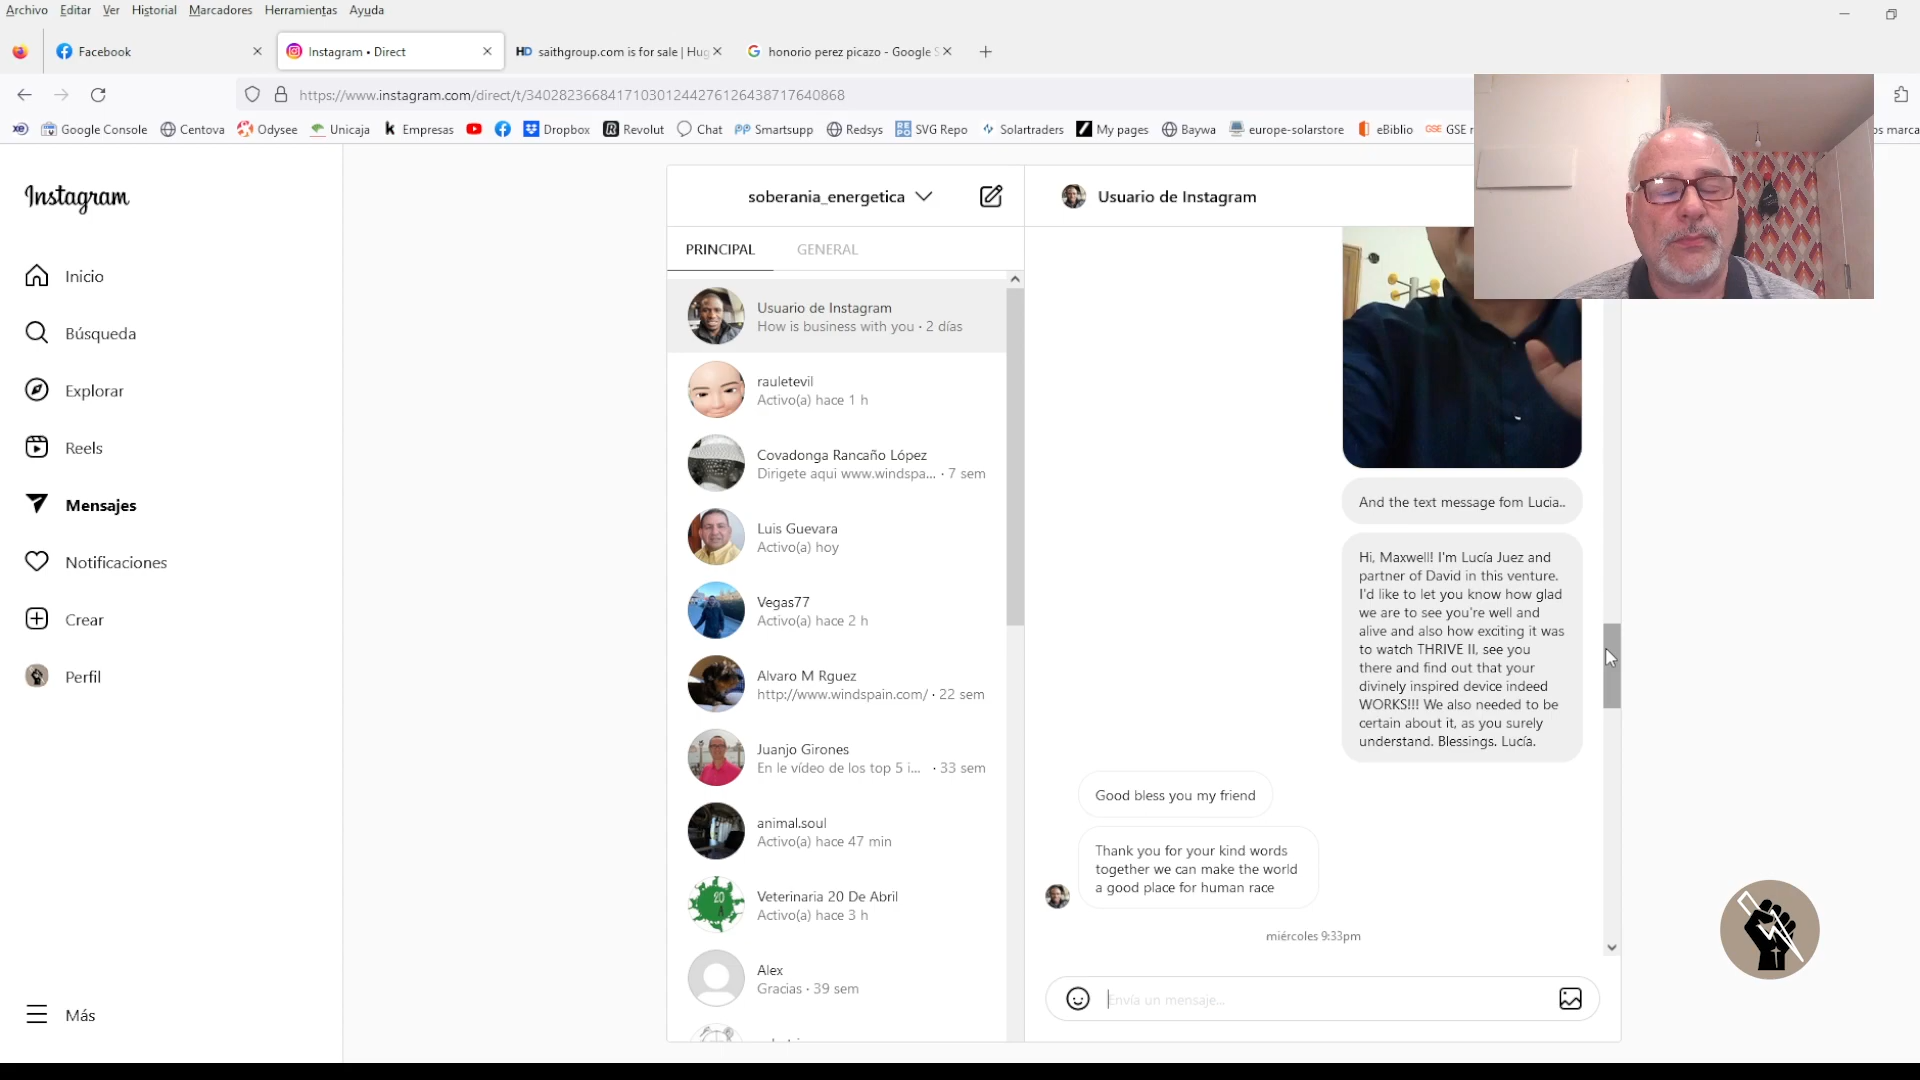 Archivo Editar Ver Historial Marcadores Herramientas Ayuda
Facebook
Instagram • Direct
HD saithgroup.com is for sale | Hug
honorio perez picazo - Google S
https://www.instagram.com/direct/t/340282366841710301244276126438717640868
Google Console Centova Odysee Unicaja Empresas Dropbox Revolut Chat Smartsupp Redsys SVG Repo Solartraders My pages Baywa europe-solarstore eBiblio GSE
os marca
Instagram
Inicio
Búsqueda
Explorar
Reels
Mensajes
Notificaciones
Crear
Perfil
Más
soberania_energetica
PRINCIPAL GENERAL
Usuario de Instagram
How is business with you · 2 días
rauletevil
Activo(a) hace 1 h
Covadonga Rancaño López
Dirigete aqui www.windspa... · 7 sem
Luis Guevara
Activo(a) hoy
Vegas77
Activo(a) hace 2 h
Alvaro M Rguez
http://www.windspain.com/ · 22 sem
Juanjo Girones
En le vídeo de los top 5 i... · 33 sem
animal.soul
Activo(a) hace 47 min
Veterinaria 20 De Abril
Activo(a) hace 3 h
Alex
Gracias · 39 sem
Usuario de Instagram
And the text message fom Lucia..
Hi, Maxwell! I'm Lucía Juez and
partner of David in this venture.
I'd like to let you know how glad
we are to see you're well and
alive and also how exciting it was
to watch THRIVE II, see you
there and find out that your
divinely inspired device indeed
WORKS!!! We also needed to be
certain about it, as you surely
understand. Blessings. Lucía.
Good bless you my friend
Thank you for your kind words
together we can make the world
a good place for human race
miércoles 9:33pm
Envía un mensaje...